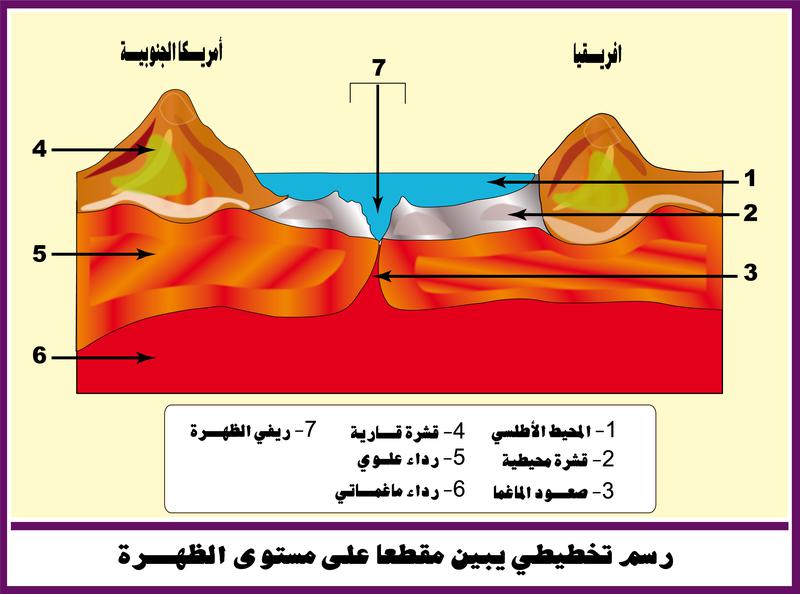 أمريكا الجنوبية
افريقيا
7
4
1
2
5
3
6
1- المحيط الأطلسي
2- قشرة محيطية
3- صعود الماغما
4- قشرة قارية
5- رداء علوي
6- رداء ماغماتي
7- ريفي الظهرة
رسم تخطيطي يبين مقطعا على مستوى الظهرة